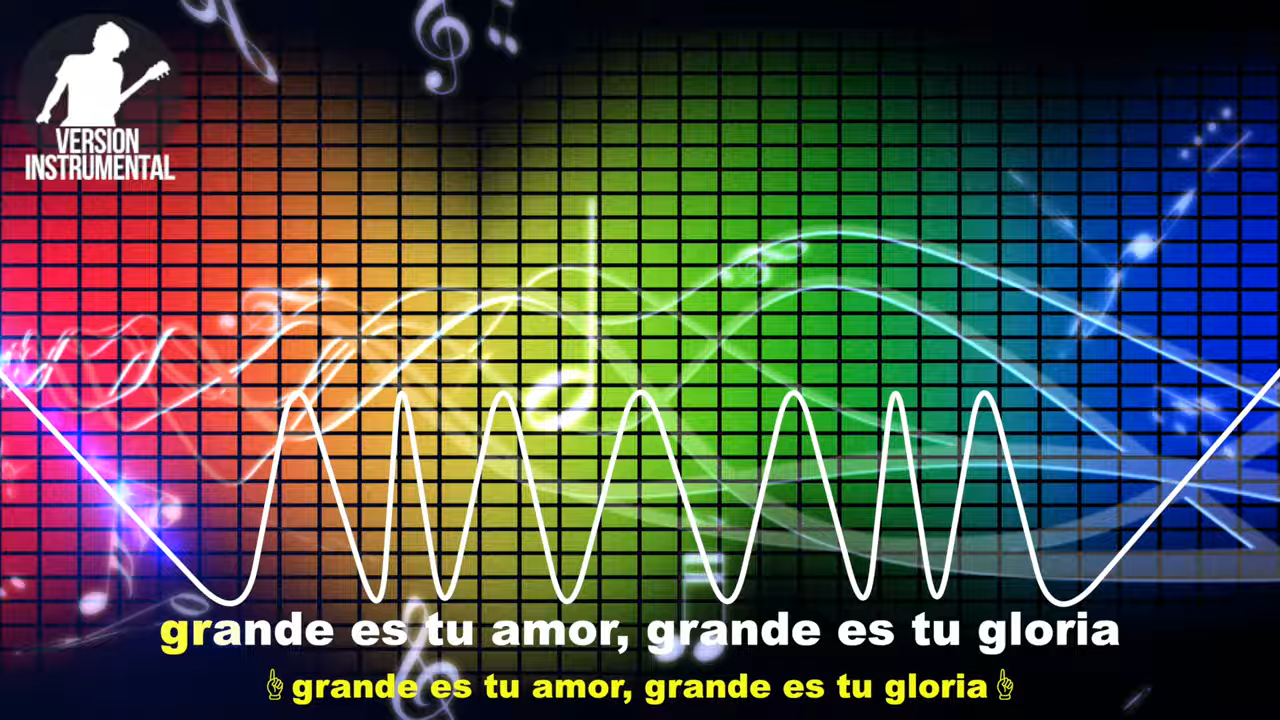 VERSION
INSTRUMENTAL
grande es tu amor, grande es tu gloria
☝grande es tu amor, grande es tu gloria☝